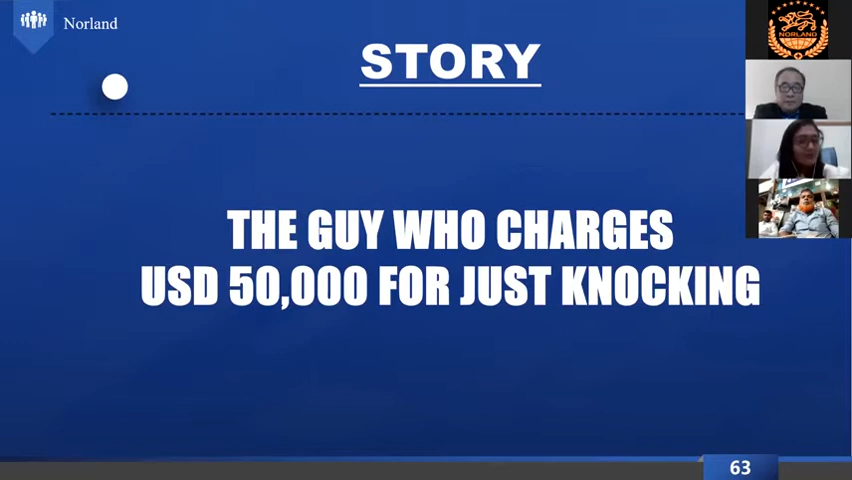 Norland
STORY
NORLAND
THE GUY WHO CHARGES
USD 50,000 FOR JUST KNOCKING
63